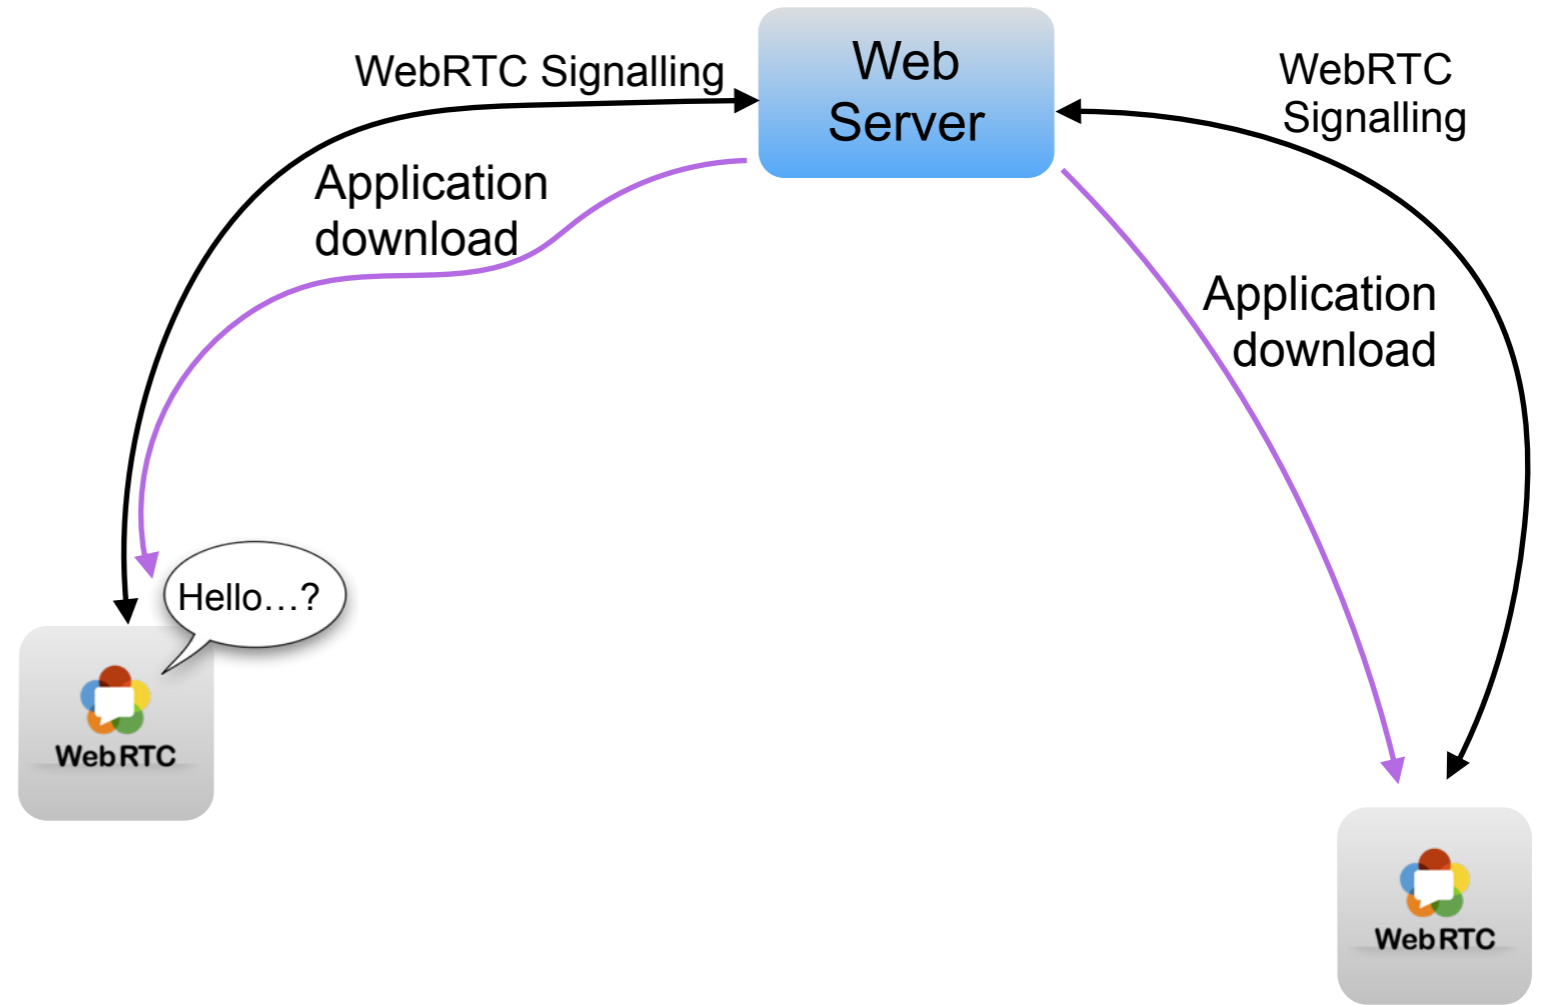 WebRTC Signalling
Web
Server
WebRTC
Signalling
Application
download
Application
download
Hello…?
WebRTC
WebRTC